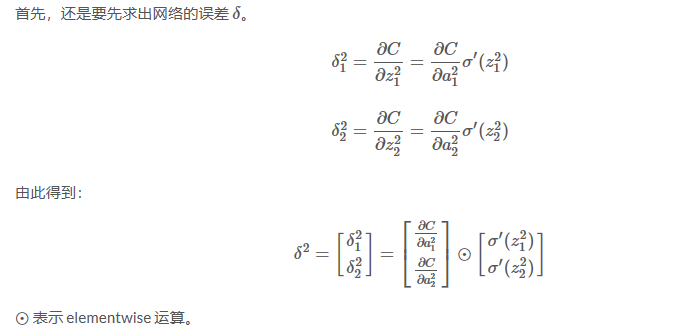 首先，还是要先求出网络的误差 δ。
$$\delta_1^2 = \frac{\partial C}{\partial z_1^2} = \frac{\partial C}{\partial a_1^2} \sigma'(z_1^2)$$
$$\delta_2^2 = \frac{\partial C}{\partial z_2^2} = \frac{\partial C}{\partial a_2^2} \sigma'(z_2^2)$$
由此得到：
$$\delta^2 = \begin{bmatrix} \delta_1^2 \\ \delta_2^2 \end{bmatrix} = \begin{bmatrix} \frac{\partial C}{\partial a_1^2} \\ \frac{\partial C}{\partial a_2^2} \end{bmatrix} \odot \begin{bmatrix} \sigma'(z_1^2) \\ \sigma'(z_2^2) \end{bmatrix}$$
⊙ 表示 elementwise 运算。